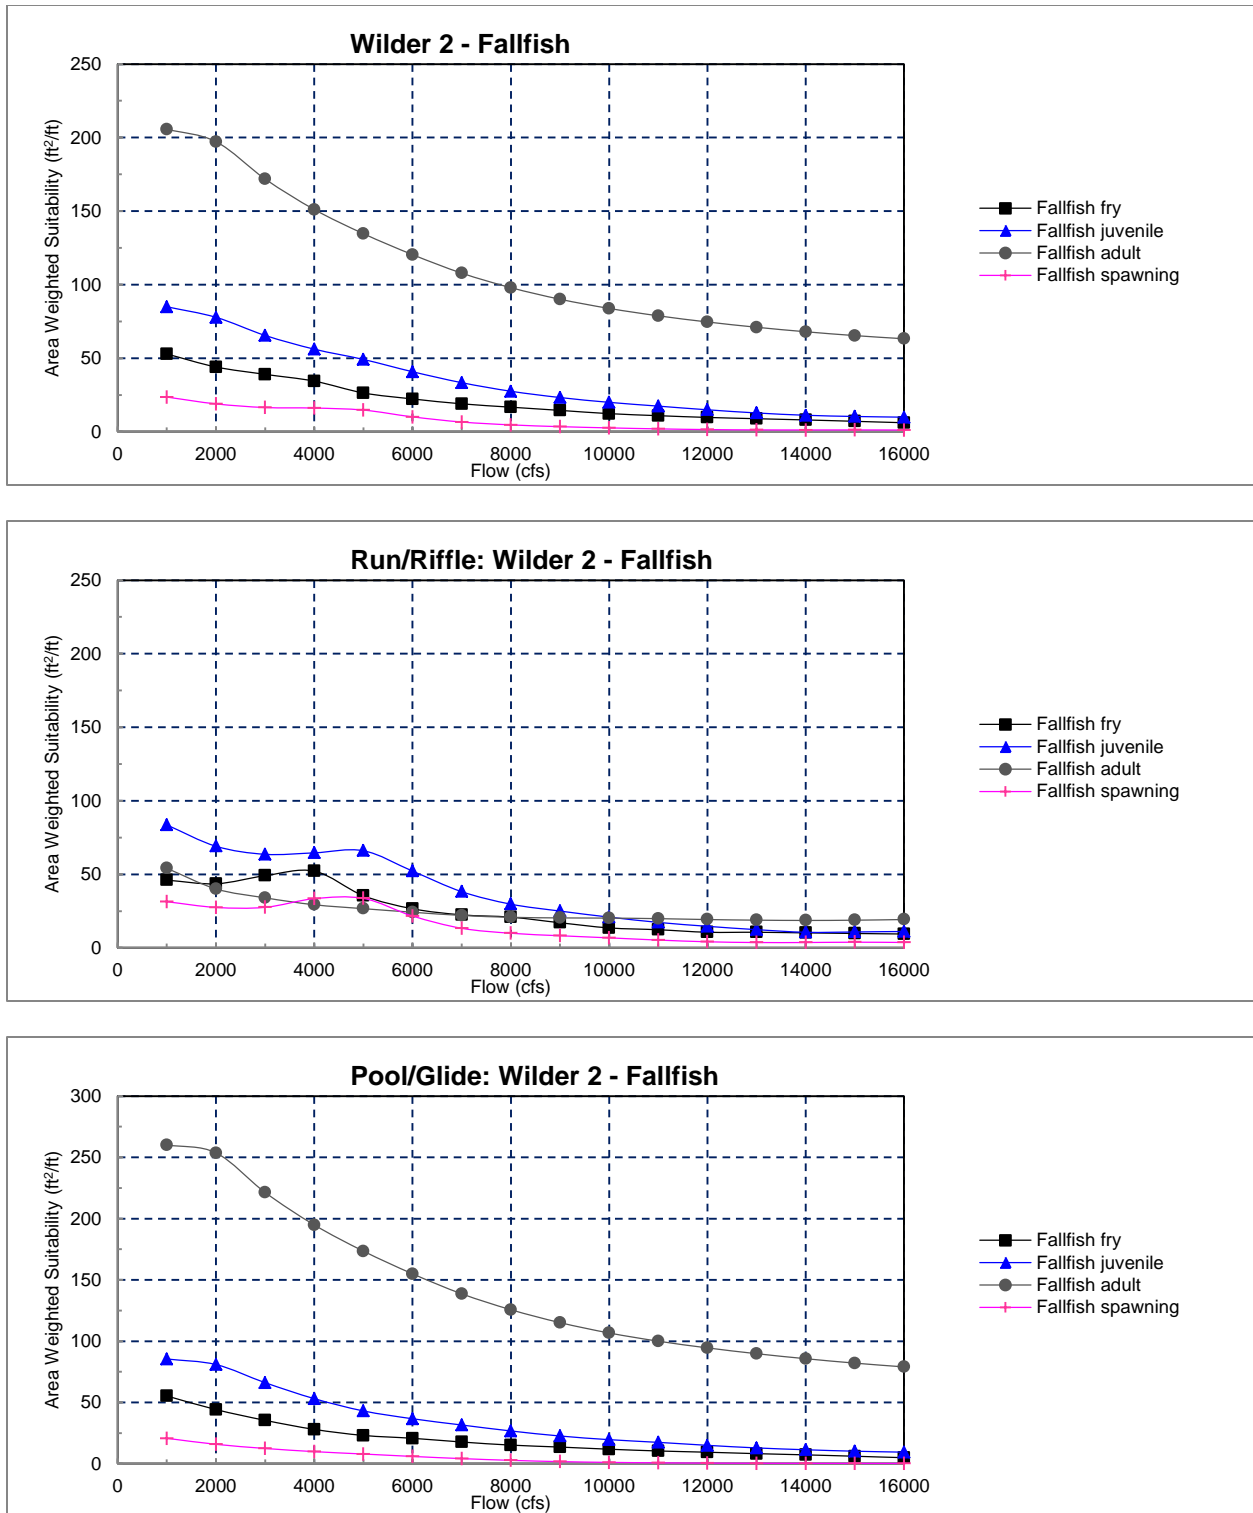 Wilder 2 - Fallfish
Area Weighted Suitability (ft²/ft)
250
200
150
100
50
0
0 2000 4000 6000 8000 10000 12000 14000 16000
Flow (cfs)
Fallfish fry
Fallfish juvenile
Fallfish adult
Fallfish spawning
Run/Riffle: Wilder 2 - Fallfish
Area Weighted Suitability (ft²/ft)
250
200
150
100
50
0
0 2000 4000 6000 8000 10000 12000 14000 16000
Flow (cfs)
Fallfish fry
Fallfish juvenile
Fallfish adult
Fallfish spawning
Pool/Glide: Wilder 2 - Fallfish
Area Weighted Suitability (ft²/ft)
300
250
200
150
100
50
0
0 2000 4000 6000 8000 10000 12000 14000 16000
Flow (cfs)
Fallfish fry
Fallfish juvenile
Fallfish adult
Fallfish spawning